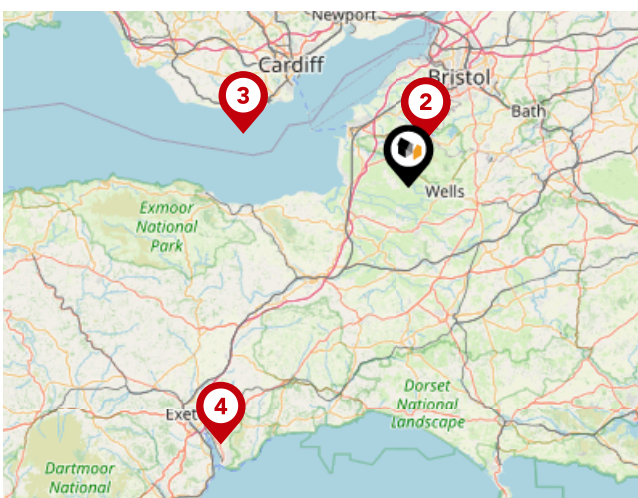 Newport
Cardiff
Bristol
3
2
Bath
Wells
Exmoor
National
Park
Dorset
National
Landscape
4
Exet
Dartmoor
National